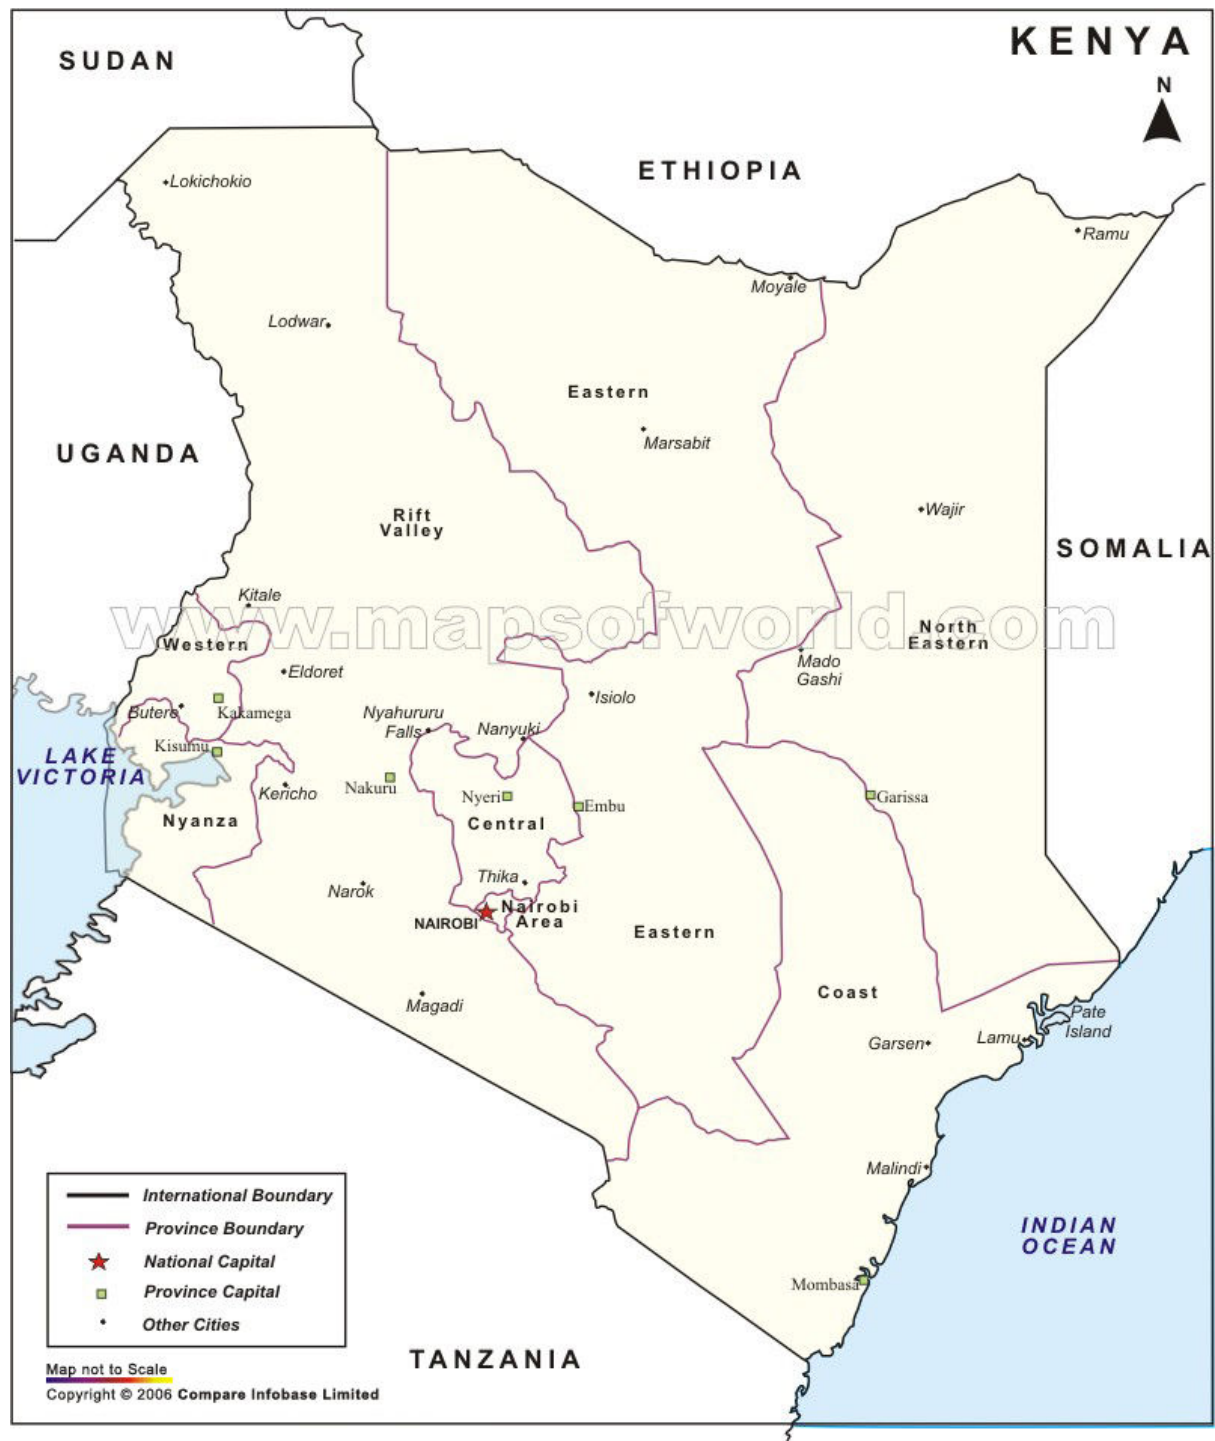 KENYA
SUDAN
N
ETHIOPIA
Lokichokio
Ramu
Moyale
Lodwar
Eastern
Marsabit
UGANDA
Wajir
Rift
Valley
SOMALIA
Kitale
www.mapsofworld.com
North
Eastern
Western
Mado
Gashi
Eldoret
Isiolo
Butere
Kakamega
Nyahururu
Falls
Nanyuki
Kisumu
LAKE
VICTORIA
Nakuru
Kericho
Nyeri
Embu
Garissa
Nyanza
Central
Thika
Narok
Nairobi
Area
NAIROBI
Eastern
Coast
Magadi
Pate
Island
Garsen
Lamu
Malindi
International Boundary
Province Boundary
National Capital
Province Capital
Other Cities
INDIAN
OCEAN
Mombasa
TANZANIA
Map not to Scale
Copyright © 2006 Compare Infobase Limited